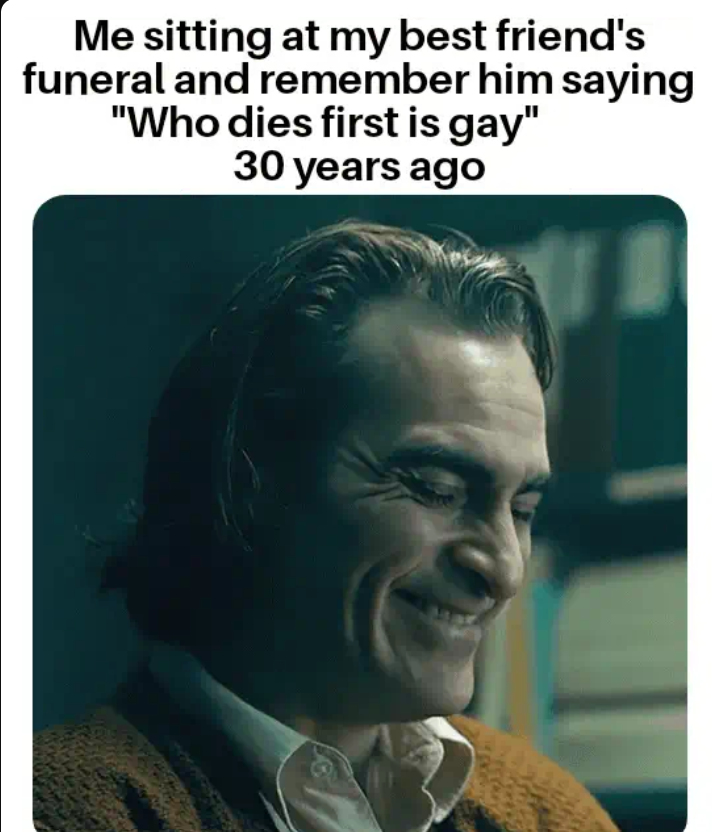 Me sitting at my best friend's
funeral and remember him saying
"Who dies first is gay"
30 years ago